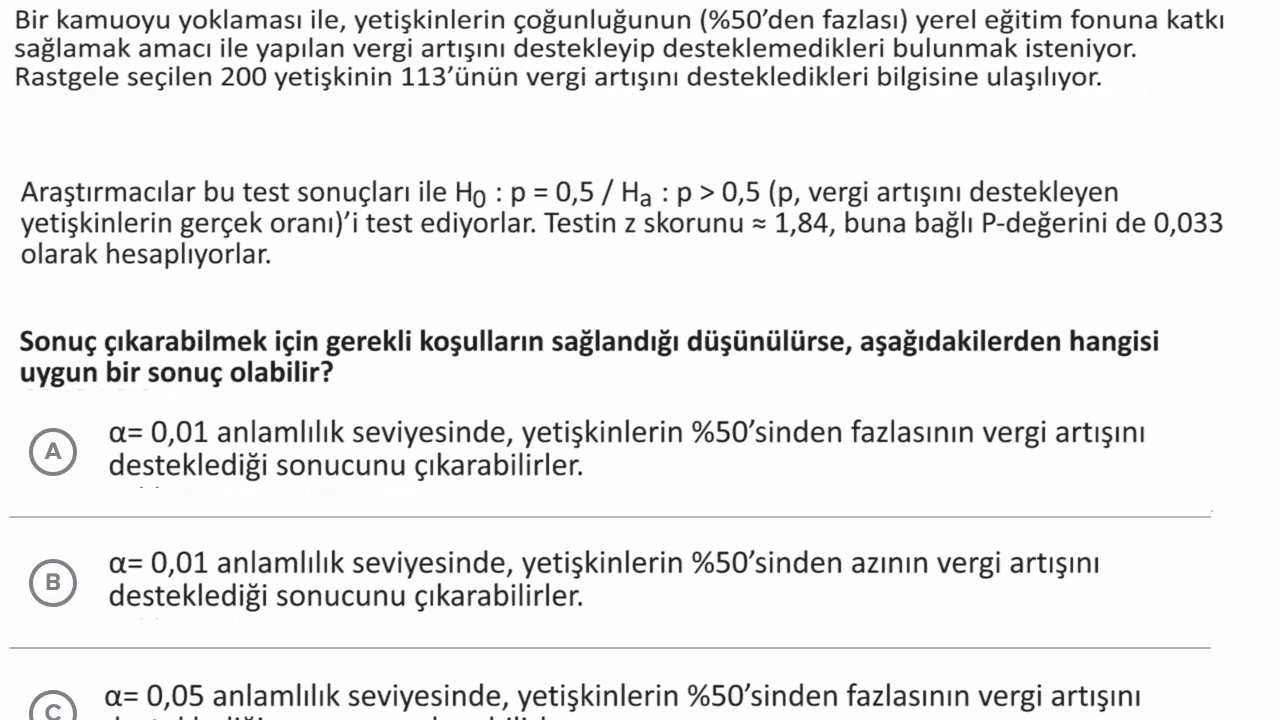 Bir kamuoyu yoklaması ile, yetişkinlerin çoğunluğunun (%50’den fazlası) yerel eğitim fonuna katkı
sağlamak amacı ile yapılan vergi artışını destekleyip desteklemedikleri bulunmak isteniyor.
Rastgele seçilen 200 yetişkinin 113’ünün vergi artışını destekledikleri bilgisine ulaşılıyor.
Araştırmacılar bu test sonuçları ile H0 : p = 0,5 / Ha : p > 0,5 (p, vergi artışını destekleyen
yetişkinlerin gerçek oranı)’i test ediyorlar. Testin z skorunu ≈ 1,84, buna bağlı P-değerini de 0,033
olarak hesaplıyorlar.
Sonuç çıkarabilmek için gerekli koşulların sağlandığı düşünülürse, aşağıdakilerden hangisi
uygun bir sonuç olabilir?
A α= 0,01 anlamlılık seviyesinde, yetişkinlerin %50’sinden fazlasının vergi artışını
desteklediği sonucunu çıkarabilirler.
B α= 0,01 anlamlılık seviyesinde, yetişkinlerin %50’sinden azının vergi artışını
desteklediği sonucunu çıkarabilirler.
C α= 0,05 anlamlılık seviyesinde, yetişkinlerin %50’sinden fazlasının vergi artışını